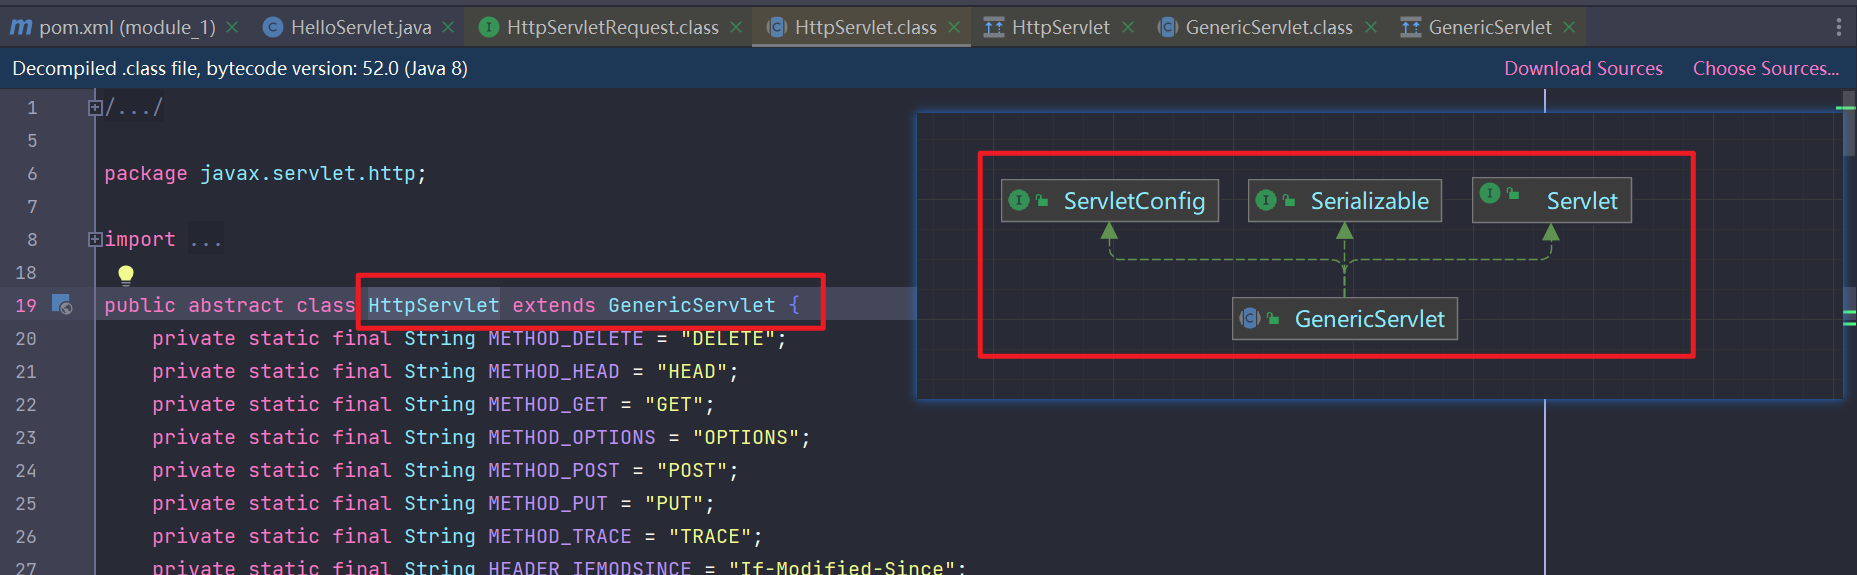 pom.xml (module_1) HelloServlet.java HttpServletRequest.class HttpServlet.class HttpServlet GenericServlet.class GenericServlet
Decompiled .class file, bytecode version: 52.0 (Java 8) Download Sources Choose Sources...
1 /.../
5
6 package javax.servlet.http;
7
8 import ...
18
19 public abstract class HttpServlet extends GenericServlet {
20 private static final String METHOD_DELETE = "DELETE";
21 private static final String METHOD_HEAD = "HEAD";
22 private static final String METHOD_GET = "GET";
23 private static final String METHOD_OPTIONS = "OPTIONS";
24 private static final String METHOD_POST = "POST";
25 private static final String METHOD_PUT = "PUT";
26 private static final String METHOD_TRACE = "TRACE";
27 private static final String HEADER_IFMODSINCE = "If-Modified-Since";
ServletConfig Serializable Servlet
GenericServlet